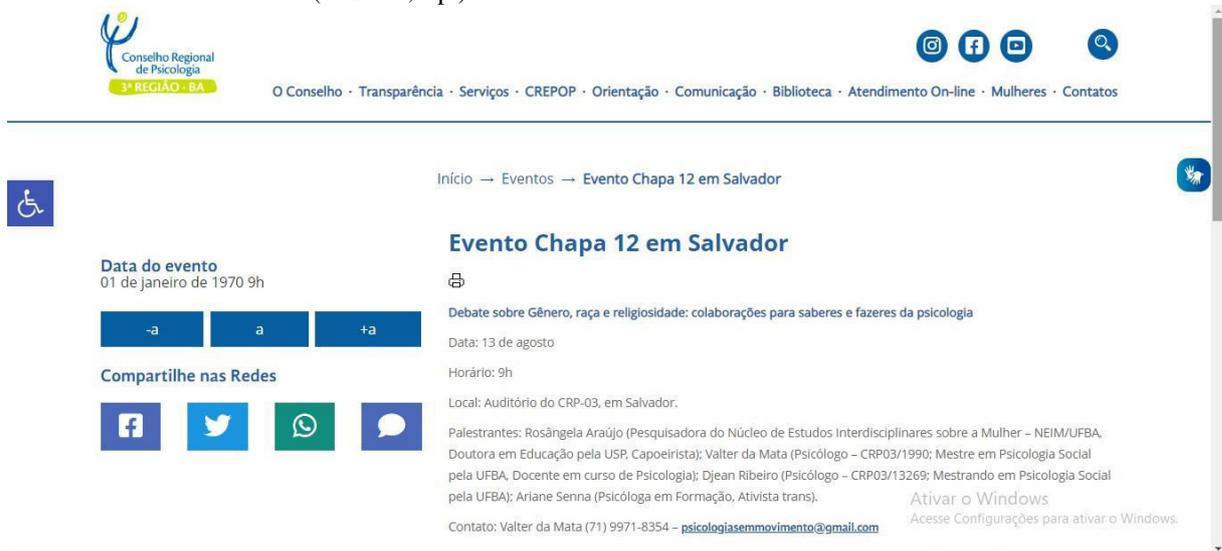 Conselho Regional
de Psicologia
3ª REGIÃO - BA
O Conselho · Transparência · Serviços · CREPOP · Orientação · Comunicação · Biblioteca · Atendimento On-line · Mulheres · Contatos
Início → Eventos → Evento Chapa 12 em Salvador
Data do evento
01 de janeiro de 1970 9h
-a a +a
Compartilhe nas Redes
Evento Chapa 12 em Salvador
Debate sobre Gênero, raça e religiosidade: colaborações para saberes e fazeres da psicologia
Data: 13 de agosto
Horário: 9h
Local: Auditório do CRP-03, em Salvador.
Palestrantes: Rosângela Araújo (Pesquisadora do Núcleo de Estudos Interdisciplinares sobre a Mulher – NEIM/UFBA,
Doutora em Educação pela USP, Capoeirista); Valter da Mata (Psicólogo – CRP03/1990; Mestre em Psicologia Social
pela UFBA, Docente em curso de Psicologia); Djean Ribeiro (Psicólogo – CRP03/13269; Mestrando em Psicologia Social
pela UFBA); Ariane Senna (Psicóloga em Formação, Ativista trans).
Contato: Valter da Mata (71) 9971-8354 – psicologiasemmovimento@gmail.com
Ativar o Windows
Acesse Configurações para ativar o Windows.